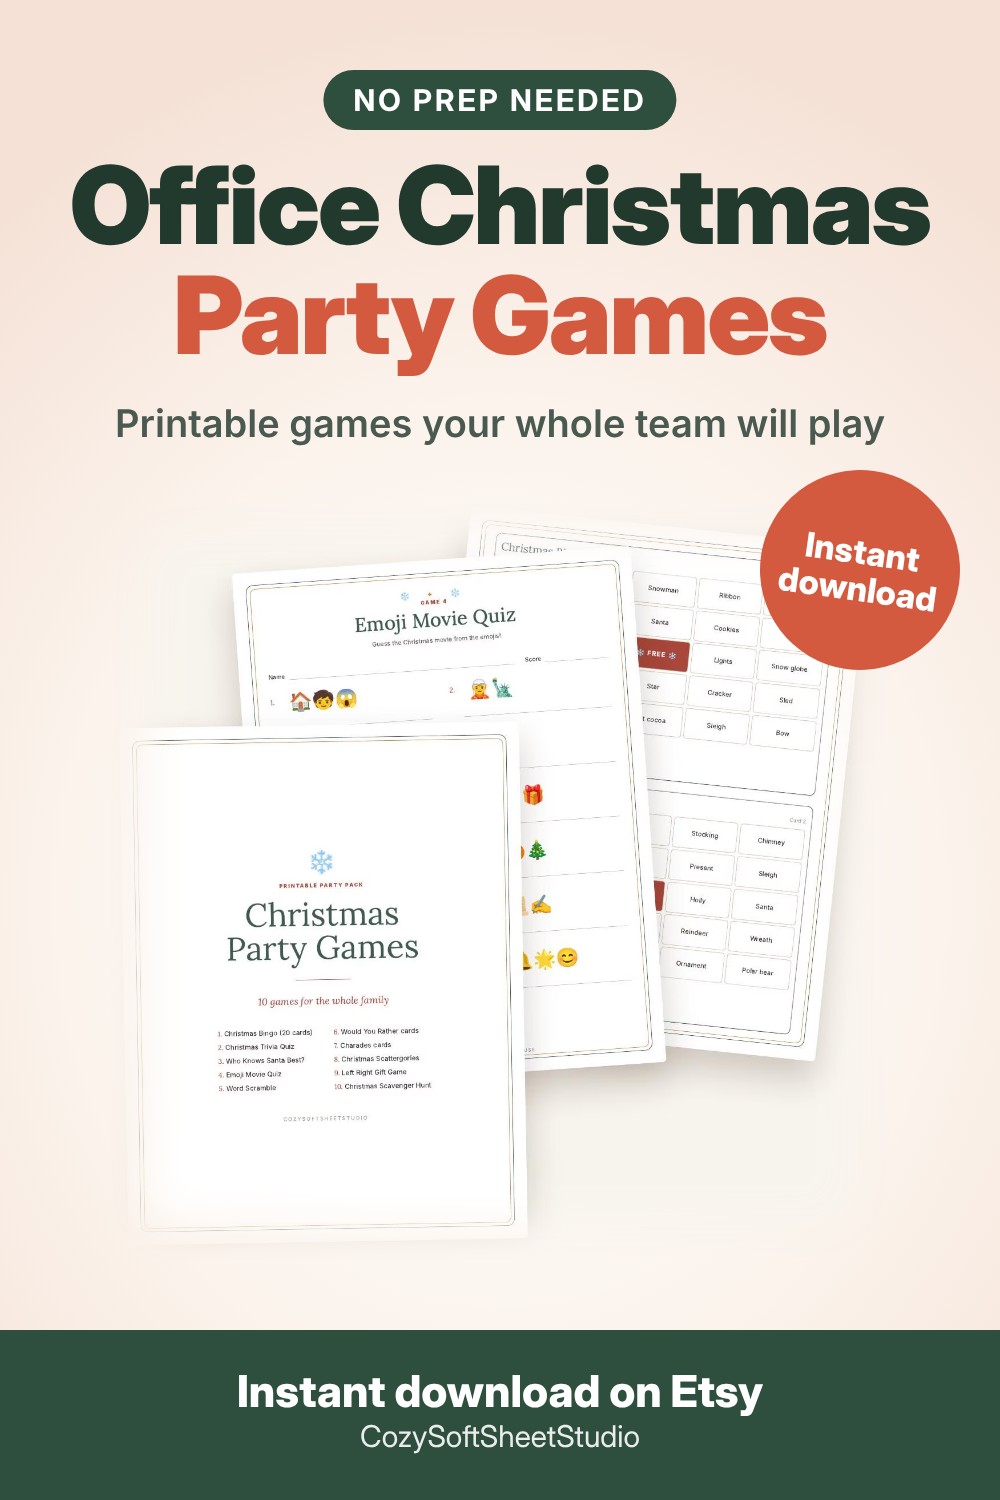 NO PREP NEEDED
Office Christmas
Party Games
Printable games your whole team will play
Instant
download
Christmas
Snowman
Ribbon
Santa
Cookies
❄ FREE ❄
Lights
Snow globe
Star
Cracker
Sled
t cocoa
Sleigh
Bow
Card 2
Stocking
Chimney
Present
Sleigh
Holly
Santa
Reindeer
Wreath
Ornament
Polar bear
GAME 4
Emoji Movie Quiz
Guess the Christmas movie from the emojis!
Name
Score
1.
2.
PRINTABLE PARTY PACK
Christmas
Party Games
10 games for the whole family
1. Christmas Bingo (20 cards)
2. Christmas Trivia Quiz
3. Who Knows Santa Best?
4. Emoji Movie Quiz
5. Word Scramble
6. Would You Rather cards
7. Charades cards
8. Christmas Scattergories
9. Left Right Gift Game
10. Christmas Scavenger Hunt
COZYSOFTSHEETSTUDIO
Instant download on Etsy
CozySoftSheetStudio